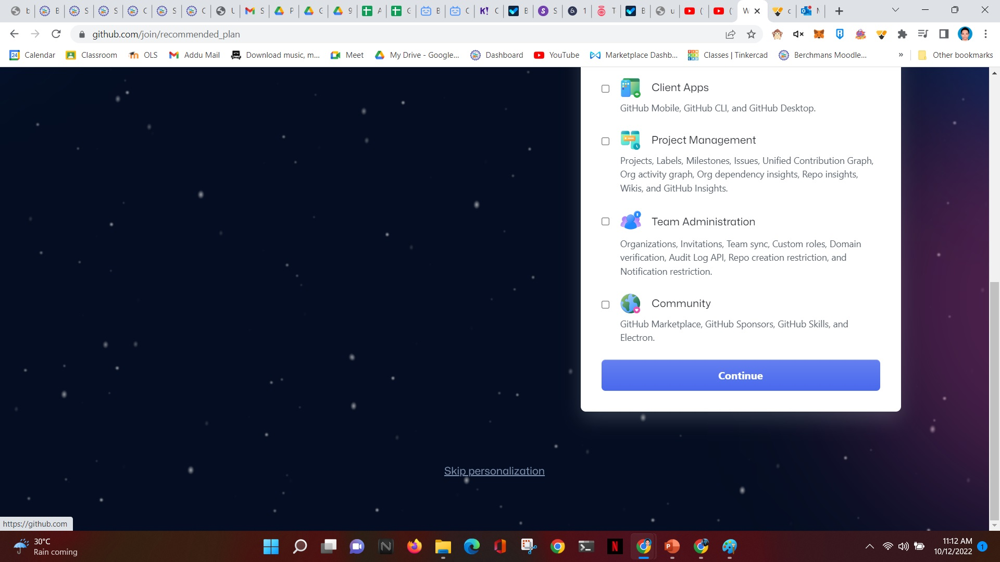 github.com/join/recommended_plan
Calendar
Classroom
OLS
Addu Mail
Download music, m...
Meet
My Drive - Google...
Dashboard
YouTube
Marketplace Dashb...
Classes | Tinkercad
Berchmans Moodle...
»
Other bookmarks
Client Apps
GitHub Mobile, GitHub CLI, and GitHub Desktop.
Project Management
Projects, Labels, Milestones, Issues, Unified Contribution Graph,
Org activity graph, Org dependency insights, Repo insights,
Wikis, and GitHub Insights.
Team Administration
Organizations, Invitations, Team sync, Custom roles, Domain
verification, Audit Log API, Repo creation restriction, and
Notification restriction.
Community
GitHub Marketplace, GitHub Sponsors, GitHub Skills, and
Electron.
Continue
Skip personalization
https://github.com
30°C
Rain coming
11:12 AM
10/12/2022
1